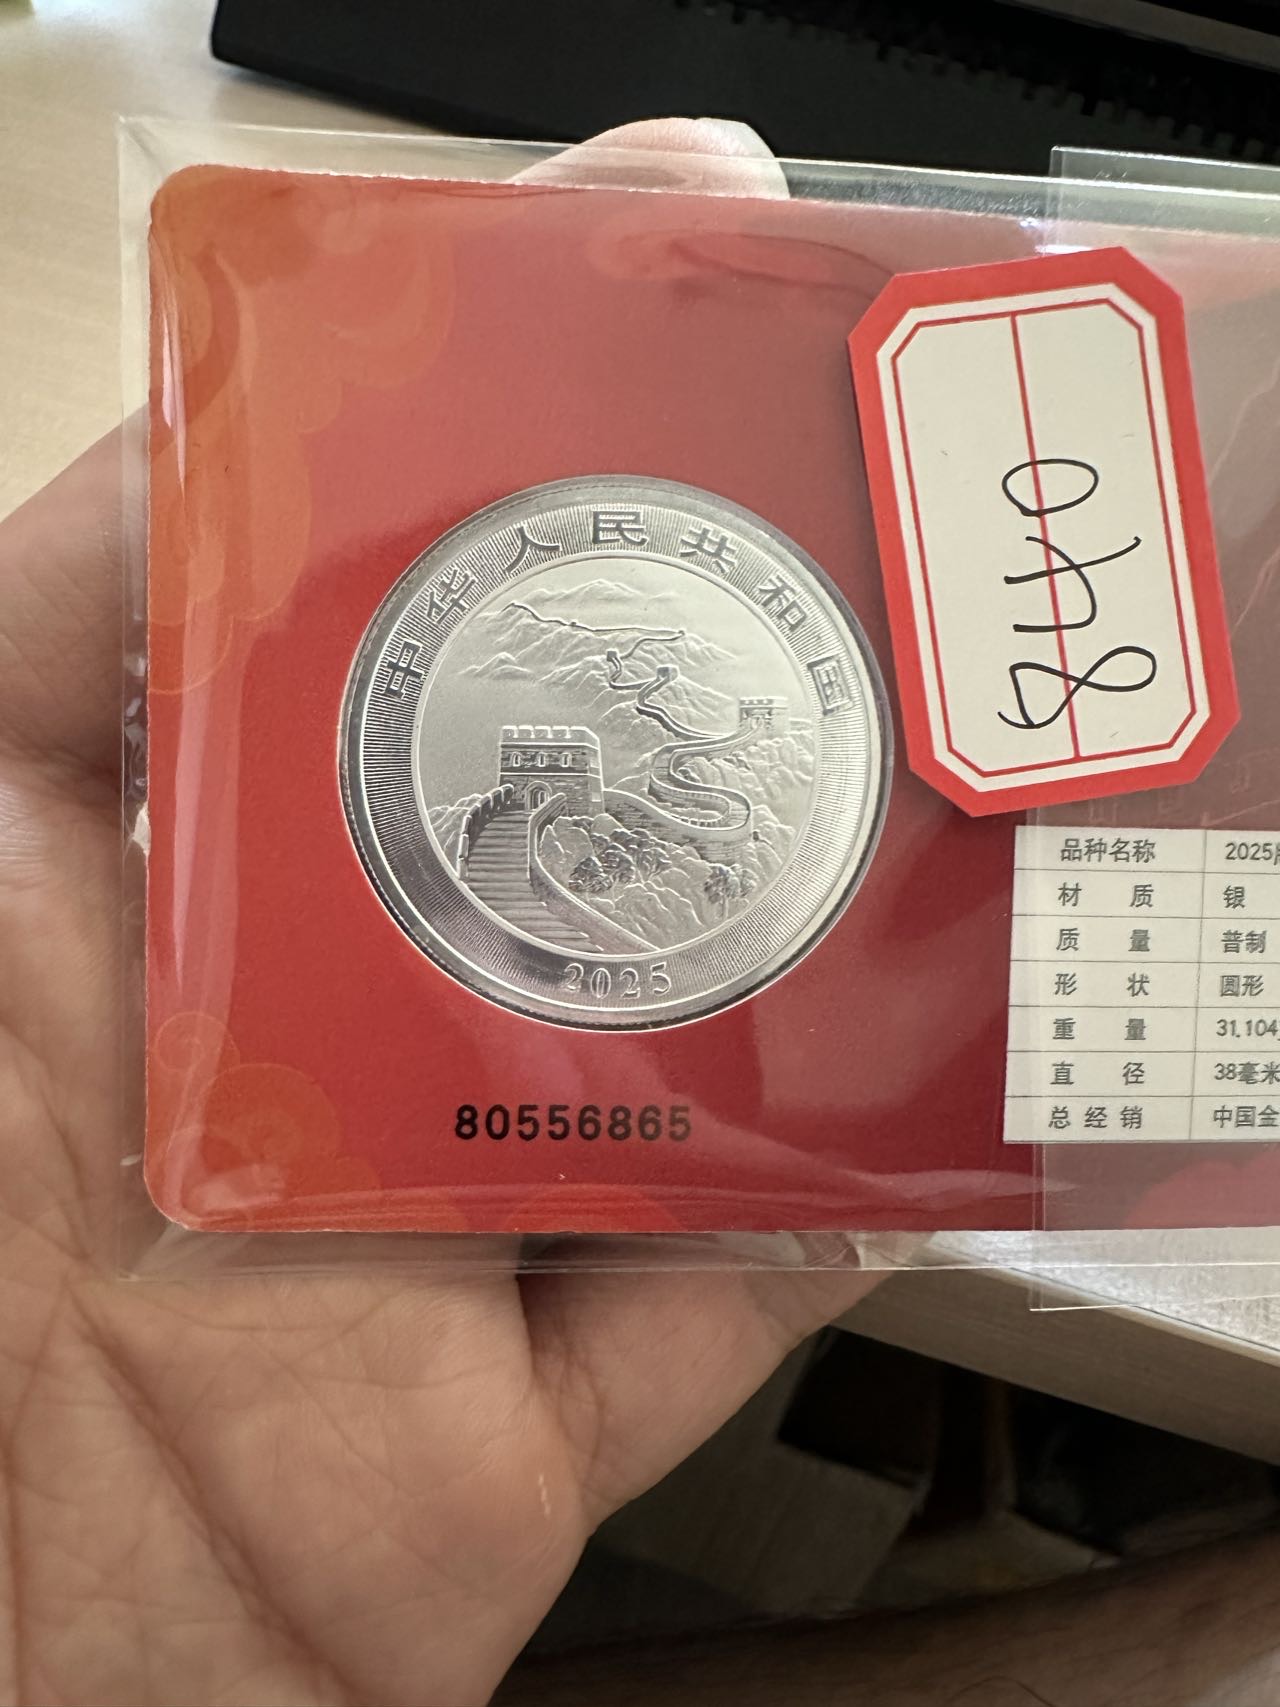 中华人民共和国
2025
80556865
840
品种名称 2025
材 质 银
质 量 普制
形 状 圆形
重 量 31.104
直 径 38毫米
总 经 销 中国金